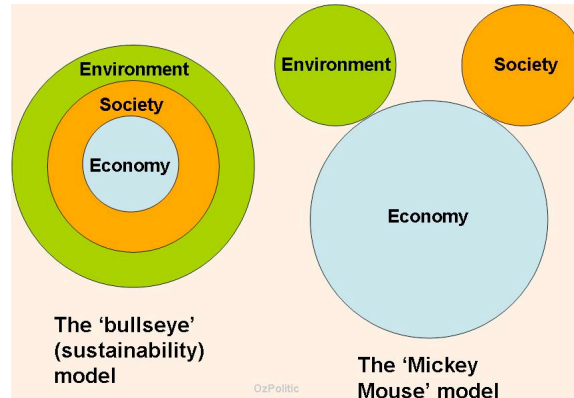 Environment
Society
Economy
The ‘bullseye’
(sustainability)
model
Environment
Society
Economy
The ‘Mickey
Mouse’ model
OzPolitic